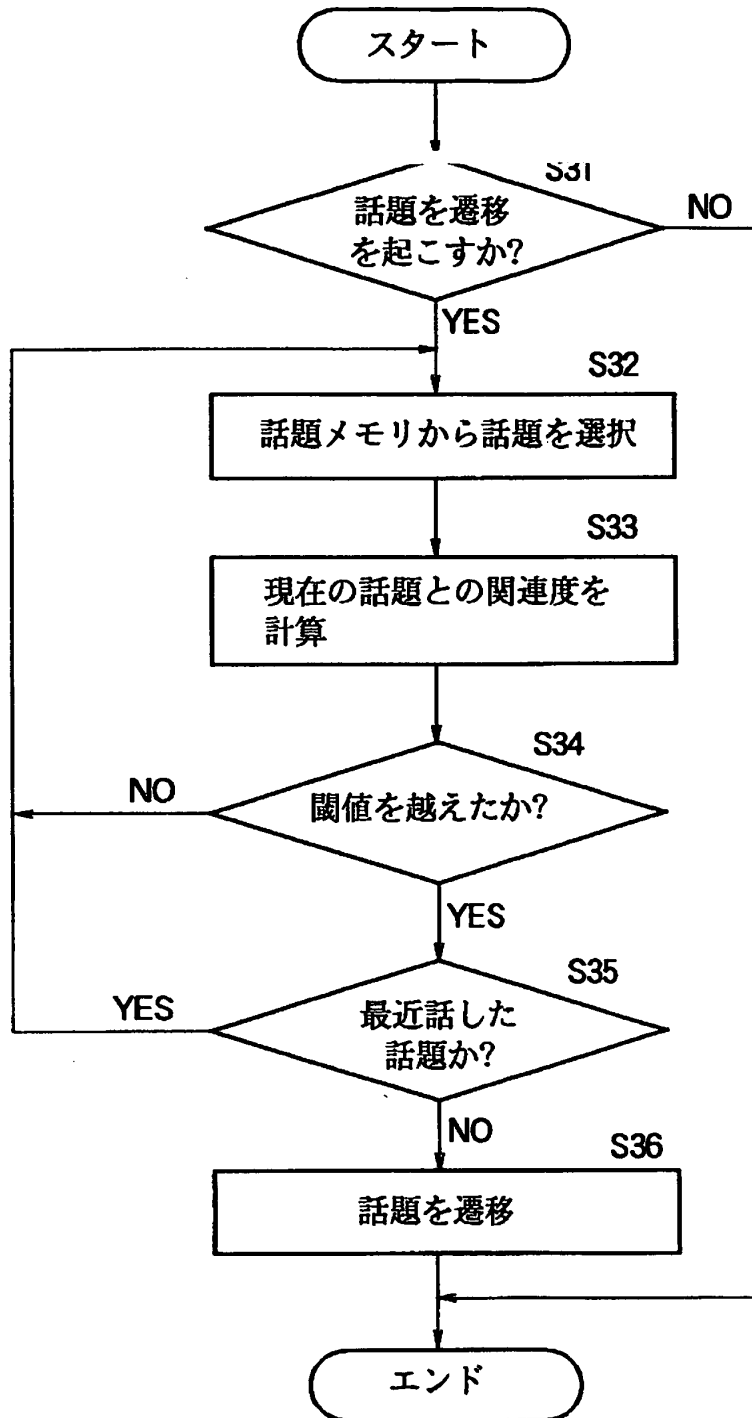 スタート
S31
話題を遷移
を起こすか?
NO
YES
S32
話題メモリから話題を選択
S33
現在の話題との関連度を
計算
S34
NO
閾値を越えたか?
YES
S35
YES
最近話した
話題か?
NO
S36
話題を遷移
エンド